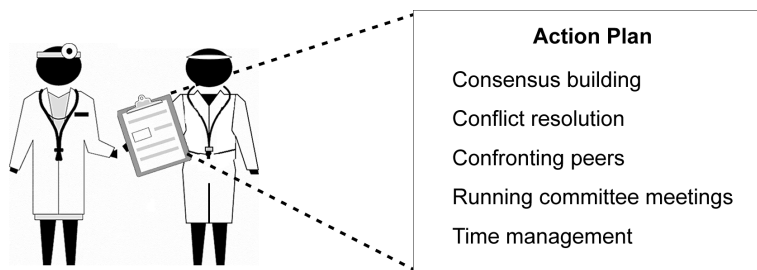 Action Plan
Consensus building
Conflict resolution
Confronting peers
Running committee meetings
Time management